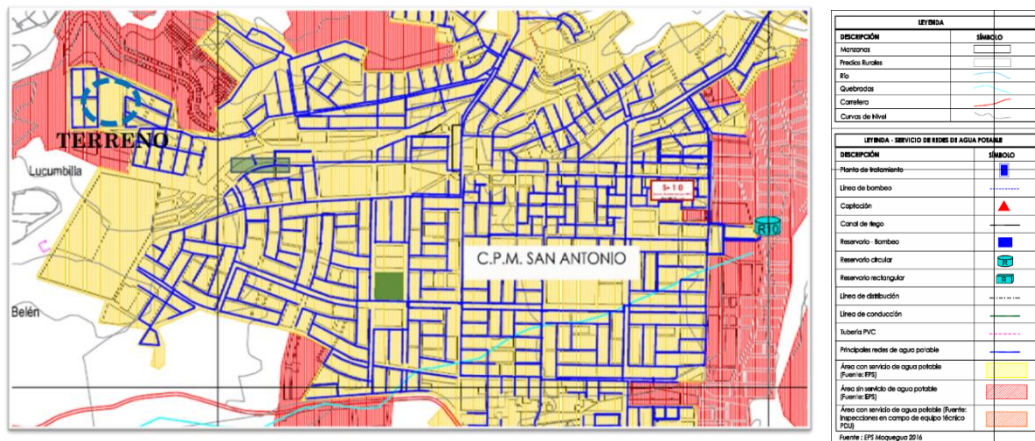 TERRENO
Lucumbilla
S-10
R10
C.P.M. SAN ANTONIO
Belén
LEYENDA
DESCRIPCIÓN SÍMBOLO
Manzanas
Predios Rurales
Río
Quebradas
Carretera
Curvas de Nivel
LEYENDA - SERVICIO DE REDES DE AGUA POTABLE
DESCRIPCIÓN SÍMBOLO
Planta de tratamiento
Línea de bombeo
Captación
Canal de riego
Reservorio - Bombeo
Reservorio circular
Reservorio rectangular
Línea de distribución
Línea de conducción
Tubería PVC
Principales redes de agua potable
Área con servicio de agua potable
(Fuente: EPS)
Área sin servicio de agua potable
(Fuente: EPS)
Área con servicio de agua potable (Fuente:
Inspecciones en campo de equipo técnico
PDU)
Fuente : EPS Moquegua 2016